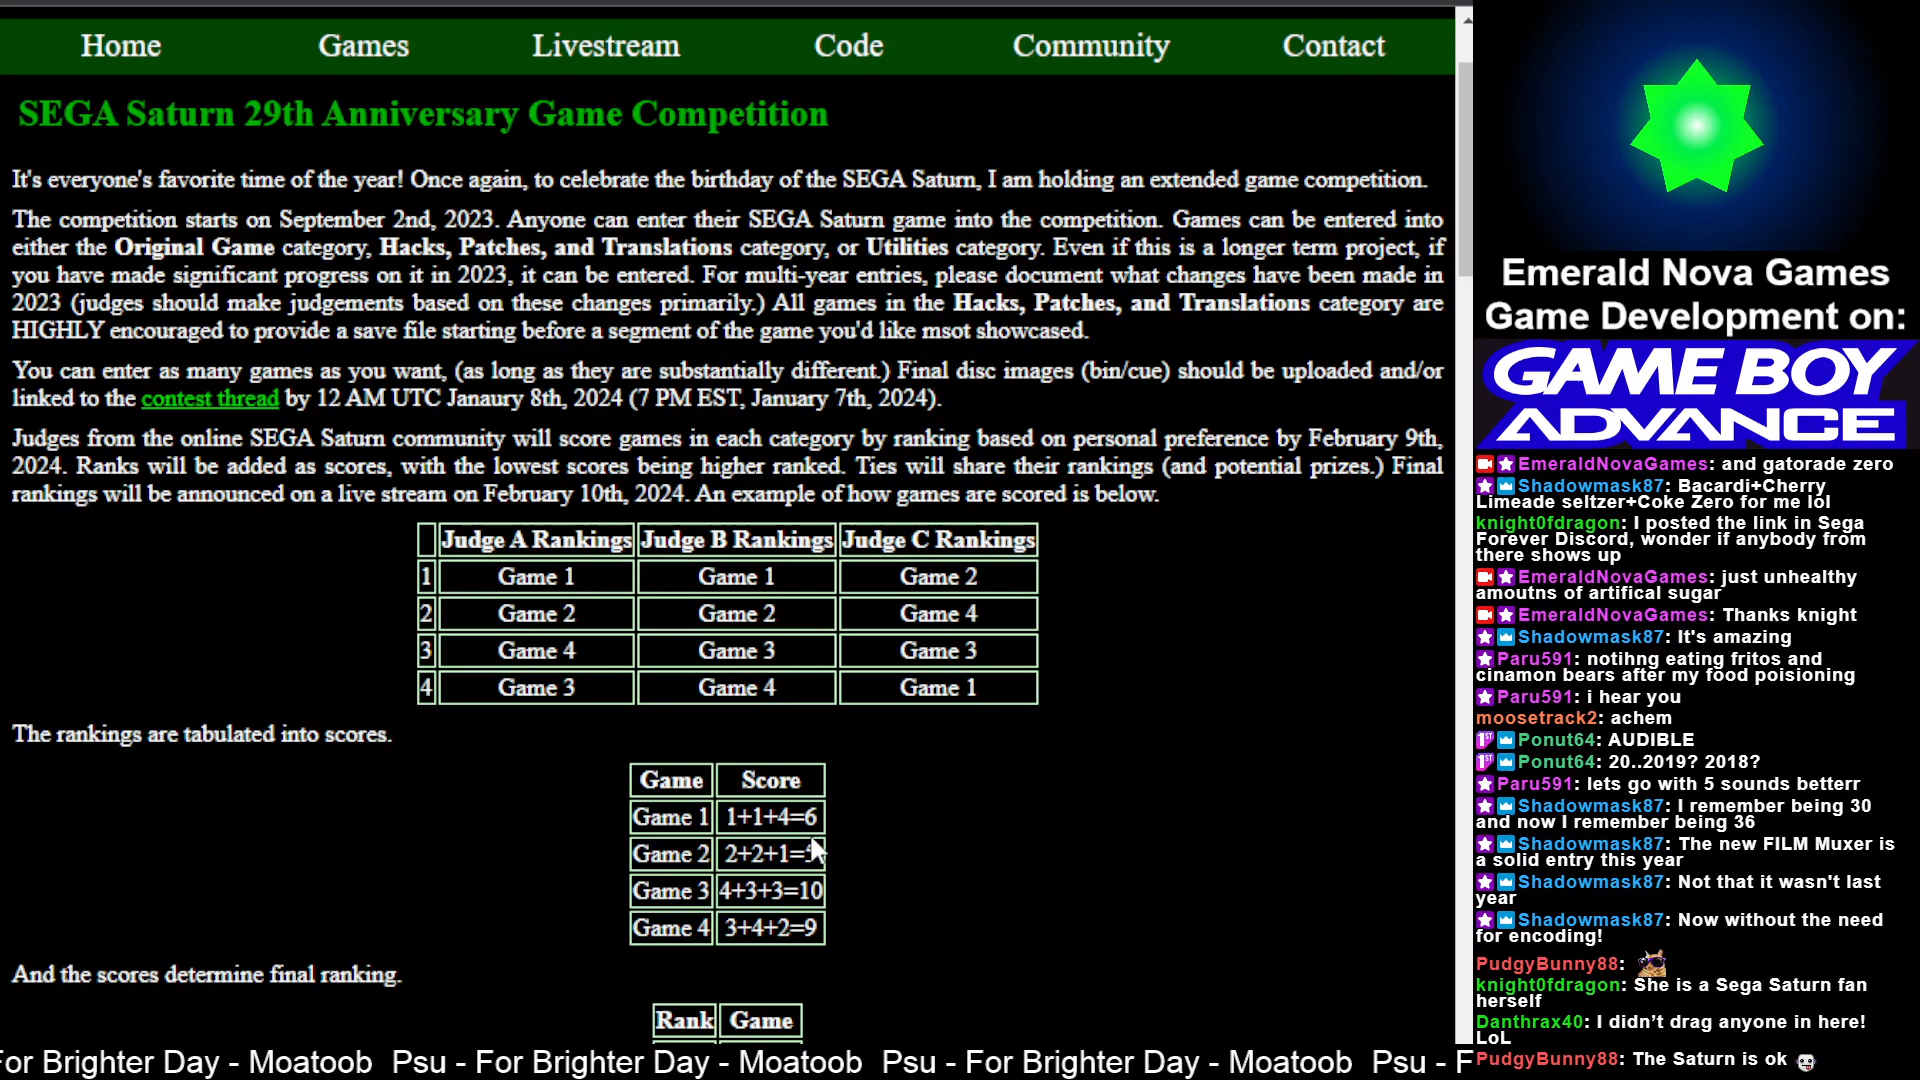 Home Games Livestream Code Community Contact
SEGA Saturn 29th Anniversary Game Competition
It's everyone's favorite time of the year! Once again, to celebrate the birthday of the SEGA Saturn, I am holding an extended game competition.
The competition starts on September 2nd, 2023. Anyone can enter their SEGA Saturn game into the competition. Games can be entered into
either the Original Game category, Hacks, Patches, and Translations category, or Utilities category. Even if this is a longer term project, if
you have made significant progress on it in 2023, it can be entered. For multi-year entries, please document what changes have been made in
2023 (judges should make judgements based on these changes primarily.) All games in the Hacks, Patches, and Translations category are
HIGHLY encouraged to provide a save file starting before a segment of the game you'd like msot showcased.
You can enter as many games as you want, (as long as they are substantially different.) Final disc images (bin/cue) should be uploaded and/or
linked to the contest thread by 12 AM UTC Janaury 8th, 2024 (7 PM EST, January 7th, 2024).
Judges from the online SEGA Saturn community will score games in each category by ranking based on personal preference by February 9th,
2024. Ranks will be added as scores, with the lowest scores being higher ranked. Ties will share their rankings (and potential prizes.) Final
rankings will be announced on a live stream on February 10th, 2024. An example of how games are scored is below.
Judge A Rankings Judge B Rankings Judge C Rankings
1 Game 1 Game 1 Game 2
2 Game 2 Game 2 Game 4
3 Game 4 Game 3 Game 3
4 Game 3 Game 4 Game 1
The rankings are tabulated into scores.
Game Score
Game 1 1+1+4=6
Game 2 2+2+1=
Game 3 4+3+3=10
Game 4 3+4+2=9
And the scores determine final ranking.
Rank Game
For Brighter Day - Moatoob Psu - For Brighter Day - Moatoob Psu - For Brighter Day - Moatoob Psu - F
Emerald Nova Games
Game Development on:
GAME BOY
ADVANCE
EmeraldNovaGames: and gatorade zero
Shadowmask87: Bacardi+Cherry
Limeade seltzer+Coke Zero for me lol
knight0fdragon: I posted the link in Sega
Forever Discord, wonder if anybody from
there shows up
EmeraldNovaGames: just unhealthy
amoutns of artifical sugar
EmeraldNovaGames: Thanks knight
Shadowmask87: It's amazing
Paru591: notihng eating fritos and
cinamon bears after my food poisioning
Paru591: i hear you
moosetrack2: achem
1ST Ponut64: AUDIBLE
1ST Ponut64: 20..2019? 2018?
Paru591: lets go with 5 sounds betterr
Shadowmask87: I remember being 30
and now I remember being 36
Shadowmask87: The new FILM Muxer is
a solid entry this year
Shadowmask87: Not that it wasn't last
year
Shadowmask87: Now without the need
for encoding!
PudgyBunny88:
knight0fdragon: She is a Sega Saturn fan
herself
Danthrax40: I didn't drag anyone in here!
LoL
PudgyBunny88: The Saturn is ok